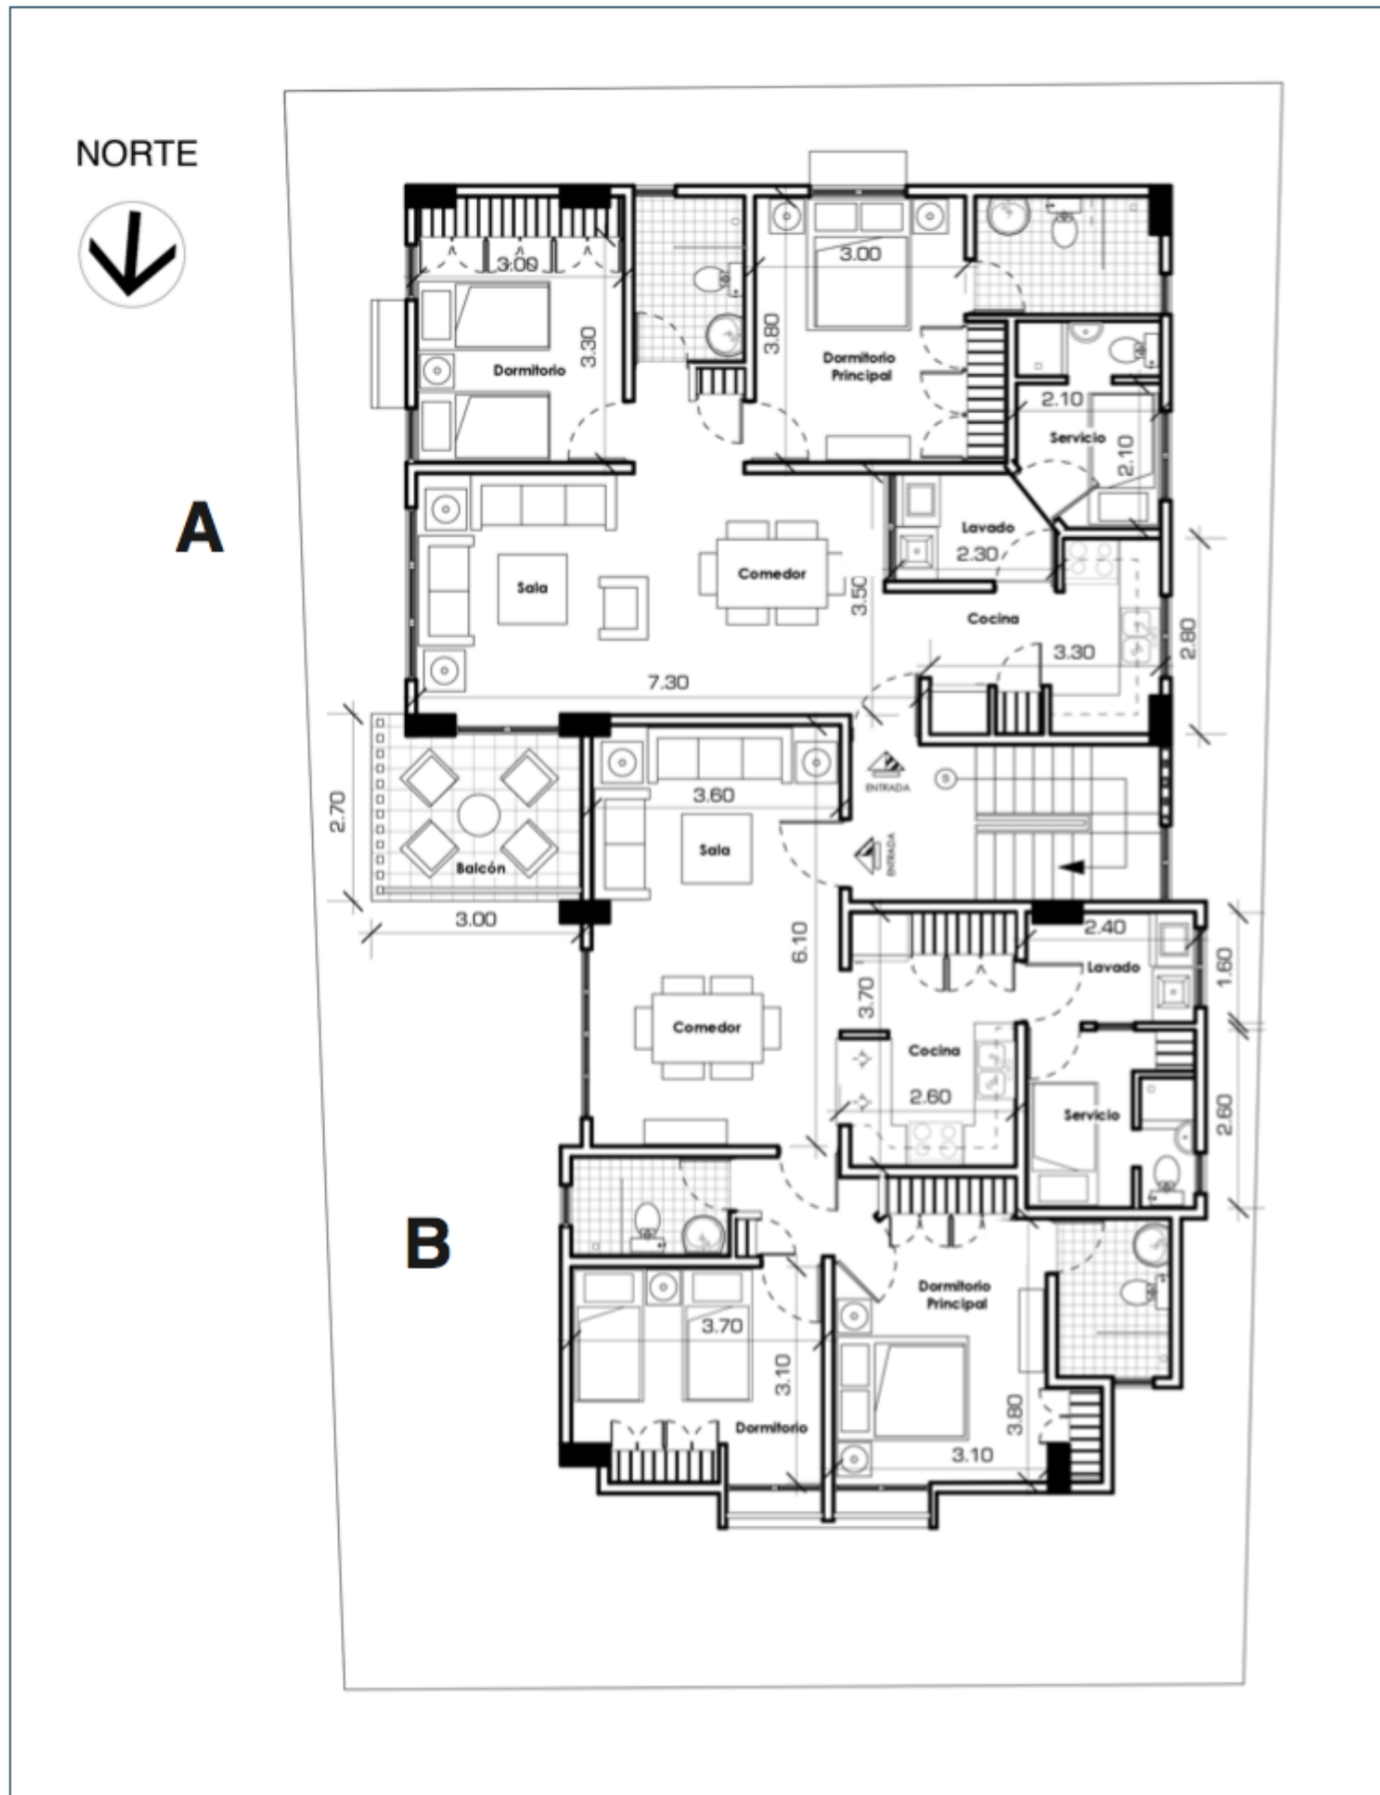 NORTE
3.00
3.00
3.30
3.80
Dormitorio
Dormitorio
Principal
2.10
Servicio
2.10
A
Lavado
2.30
Sala
Comedor
3.50
Cocina
3.30
2.80
7.30
2.70
3.60
ENTRADA
S
Sala
ENTRADA
Balcón
3.00
6.10
2.40
Lavado
1.60
3.70
Comedor
Cocina
2.60
Servicio
2.60
B
Dormitorio
Principal
3.70
3.10
3.80
Dormitorio
3.10